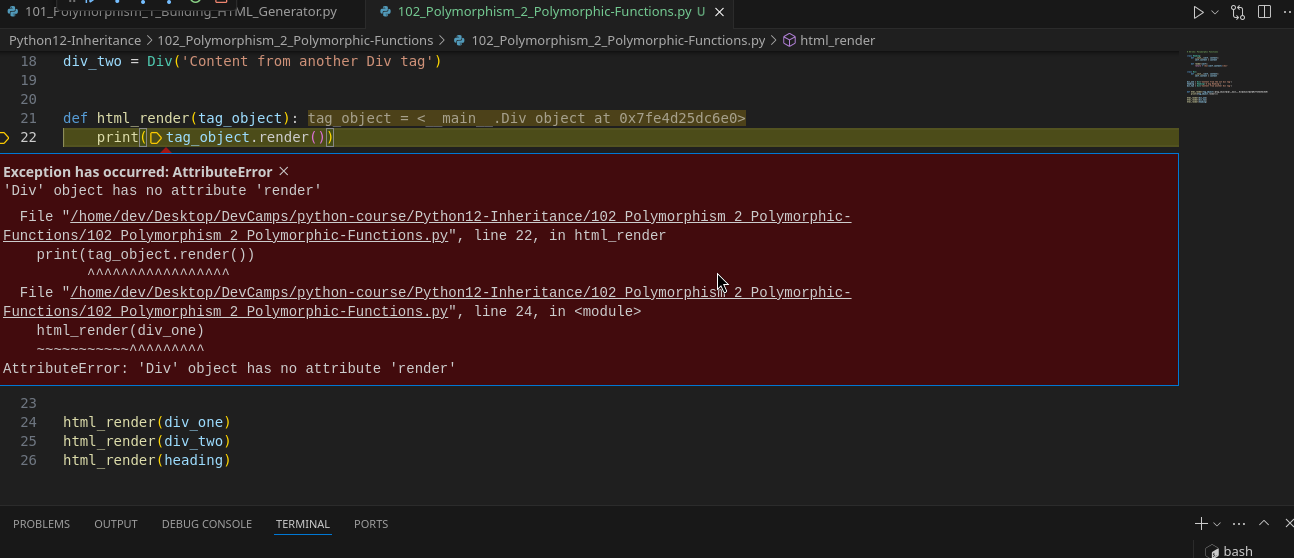 101_Polymorphism_1_Building_HTML_Generator.py
102_Polymorphism_2_Polymorphic-Functions.py U
Python12-Inheritance > 102_Polymorphism_2_Polymorphic-Functions > 102_Polymorphism_2_Polymorphic-Functions.py > html_render
18 div_two = Div('Content from another Div tag')
19
20
21 def html_render(tag_object): tag_object = <__main__.Div object at 0x7fe4d25dc6e0>
22 print(tag_object.render())
Exception has occurred: AttributeError
'Div' object has no attribute 'render'
File "/home/dev/Desktop/DevCamps/python-course/Python12-Inheritance/102_Polymorphism_2_Polymorphic-
Functions/102_Polymorphism_2_Polymorphic-Functions.py", line 22, in html_render
print(tag_object.render())
^^^^^^^^^^^^^^^^^
File "/home/dev/Desktop/DevCamps/python-course/Python12-Inheritance/102_Polymorphism_2_Polymorphic-
Functions/102_Polymorphism_2_Polymorphic-Functions.py", line 24, in <module>
html_render(div_one)
~~~~~~~~~~~^^^^^^^^^
AttributeError: 'Div' object has no attribute 'render'
23
24 html_render(div_one)
25 html_render(div_two)
26 html_render(heading)
PROBLEMS OUTPUT DEBUG CONSOLE TERMINAL PORTS
bash